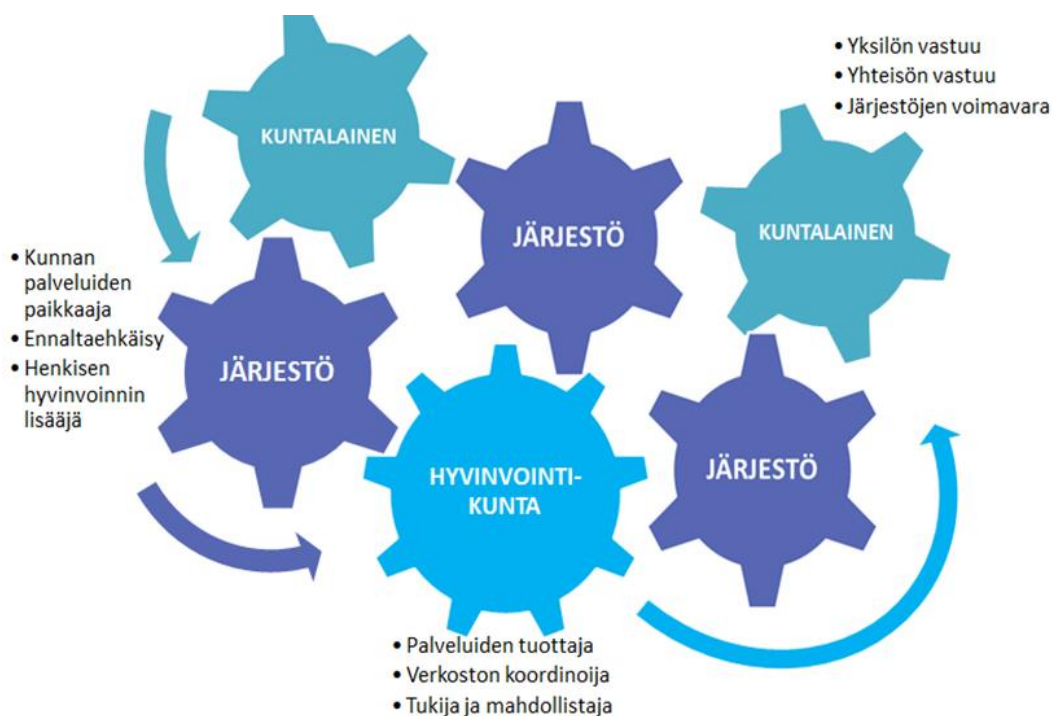 KUNTALAINEN
• Yksilön vastuu
• Yhteisön vastuu
• Järjestöjen voimavara
JÄRJESTÖ
KUNTALAINEN
• Kunnan
palveluiden
paikkaaja
• Ennaltaehkäisy
• Henkisen
hyvinvoinnin
lisääjä
JÄRJESTÖ
HYVINVOINTI-
KUNTA
JÄRJESTÖ
• Palveluiden tuottaja
• Verkoston koordinoija
• Tukija ja mahdollistaja